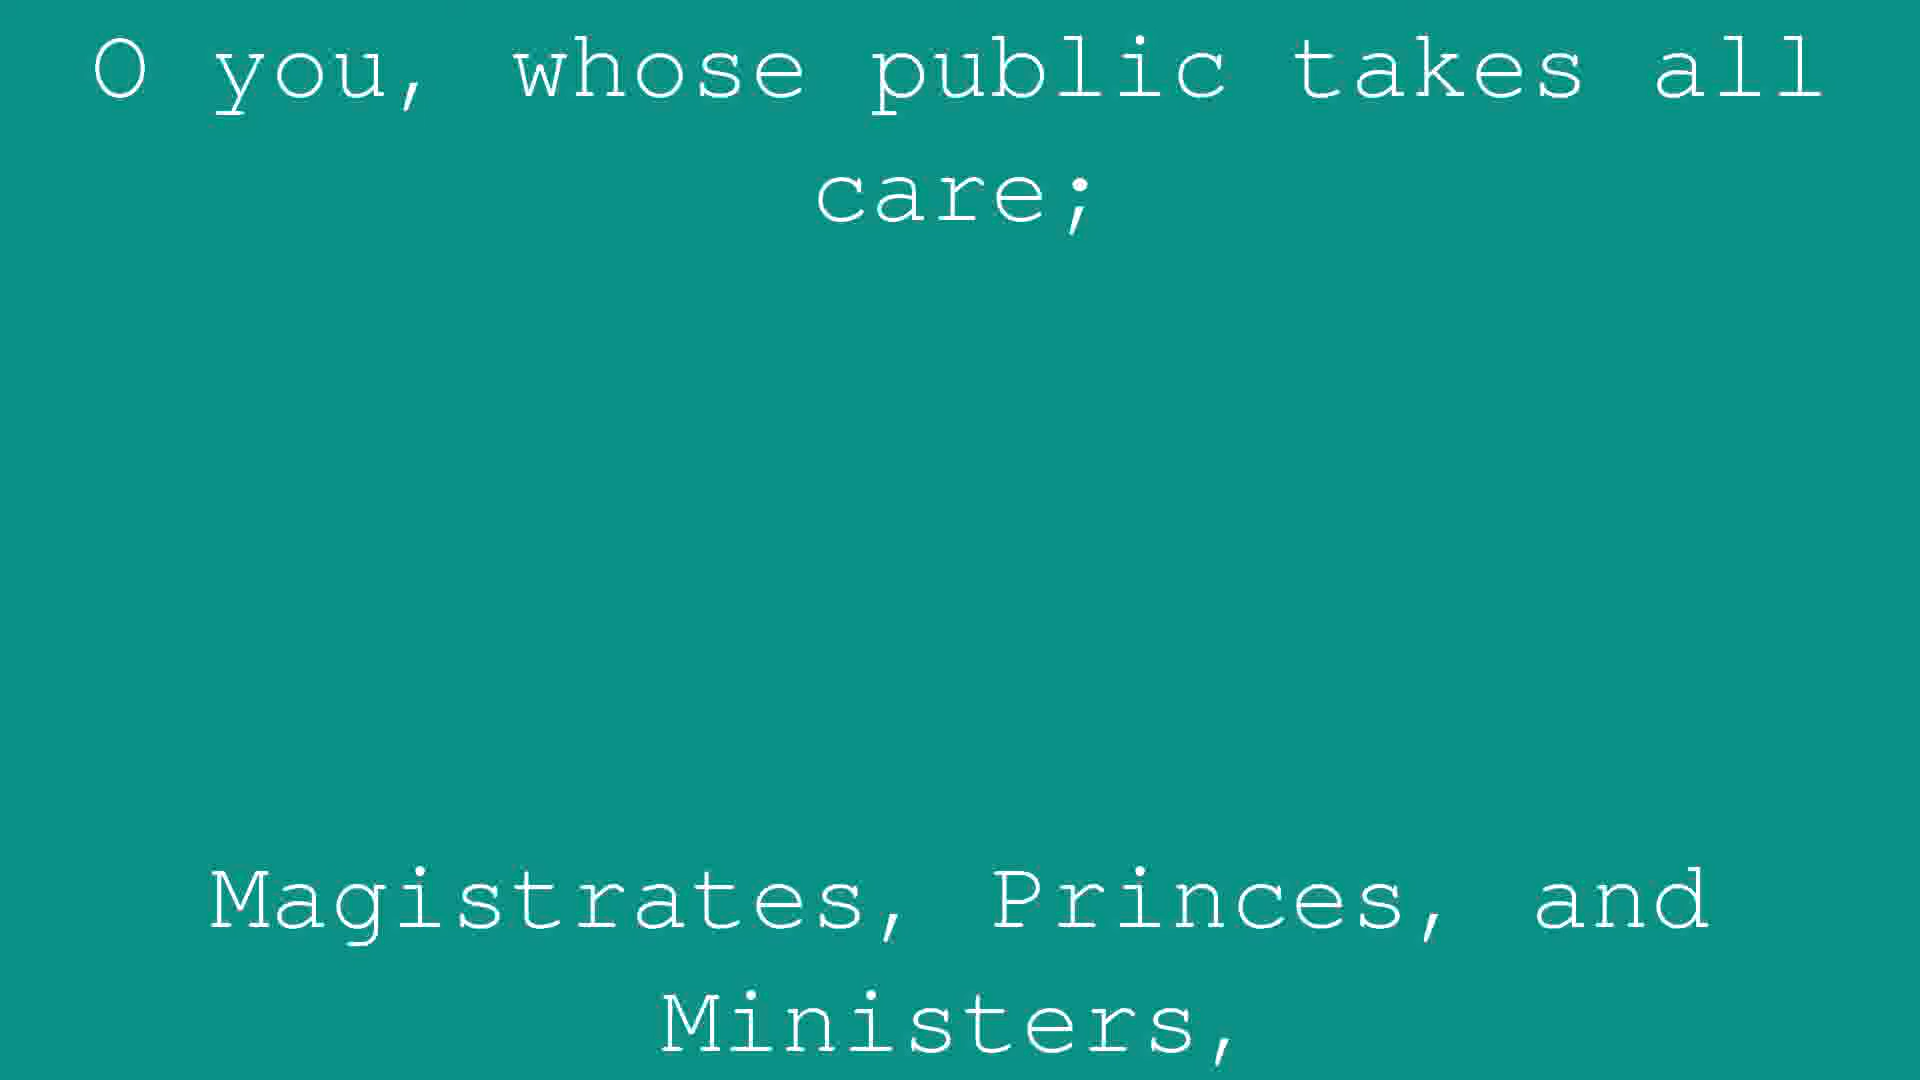 O you, whose public takes all
care;
Magistrates, Princes, and
Ministers,